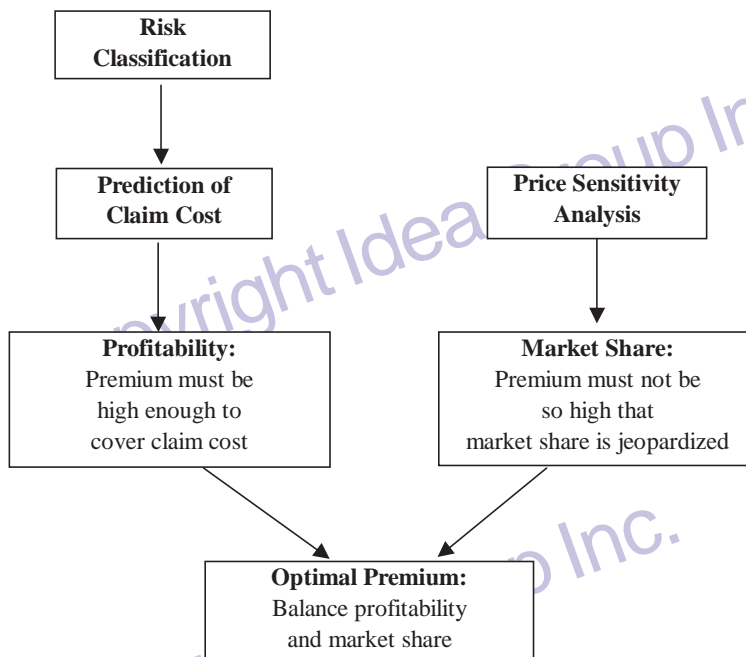 Risk
Classification
Prediction of
Claim Cost
Price Sensitivity
Analysis
Profitability:
Premium must be
high enough to
cover claim cost
Market Share:
Premium must not be
so high that
market share is jeopardized
Optimal Premium:
Balance profitability
and market share